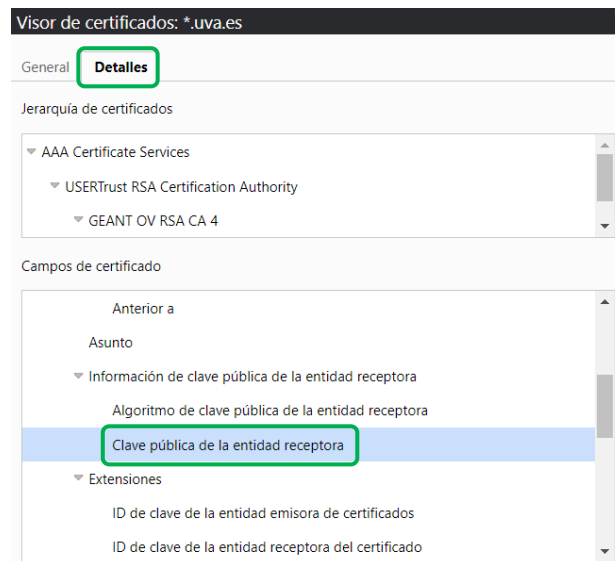 Visor de certificados: *.uva.es
General Detalles
Jerarquía de certificados
AAA Certificate Services
USERTrust RSA Certification Authority
GEANT OV RSA CA 4
Campos de certificado
Anterior a
Asunto
Información de clave pública de la entidad receptora
Algoritmo de clave pública de la entidad receptora
Clave pública de la entidad receptora
Extensiones
ID de clave de la entidad emisora de certificados
ID de clave de la entidad receptora del certificado